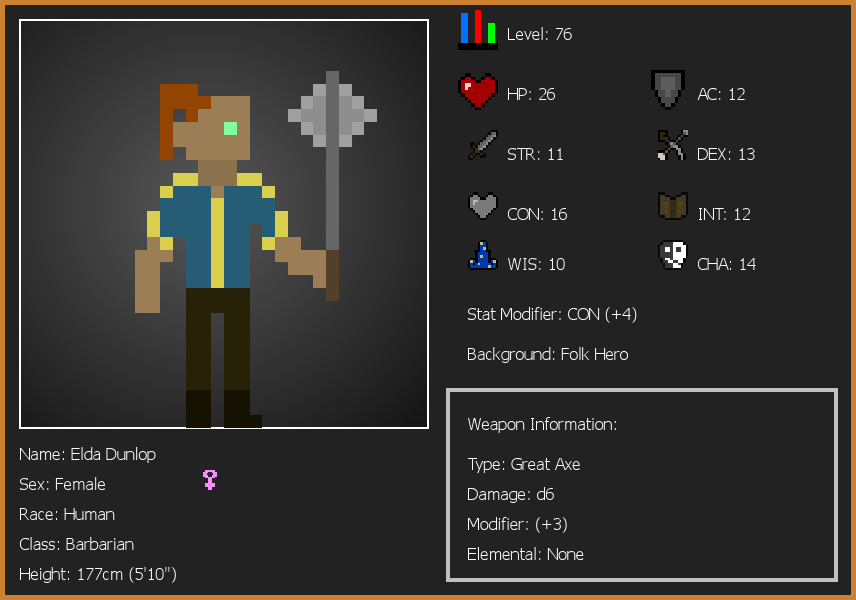 Level: 76
HP: 26
AC: 12
STR: 11
DEX: 13
CON: 16
INT: 12
WIS: 10
CHA: 14
Stat Modifier: CON (+4)
Background: Folk Hero
Weapon Information:
Type: Great Axe
Damage: d6
Modifier: (+3)
Elemental: None
Name: Elda Dunlop
Sex: Female
Race: Human
Class: Barbarian
Height: 177cm (5'10")